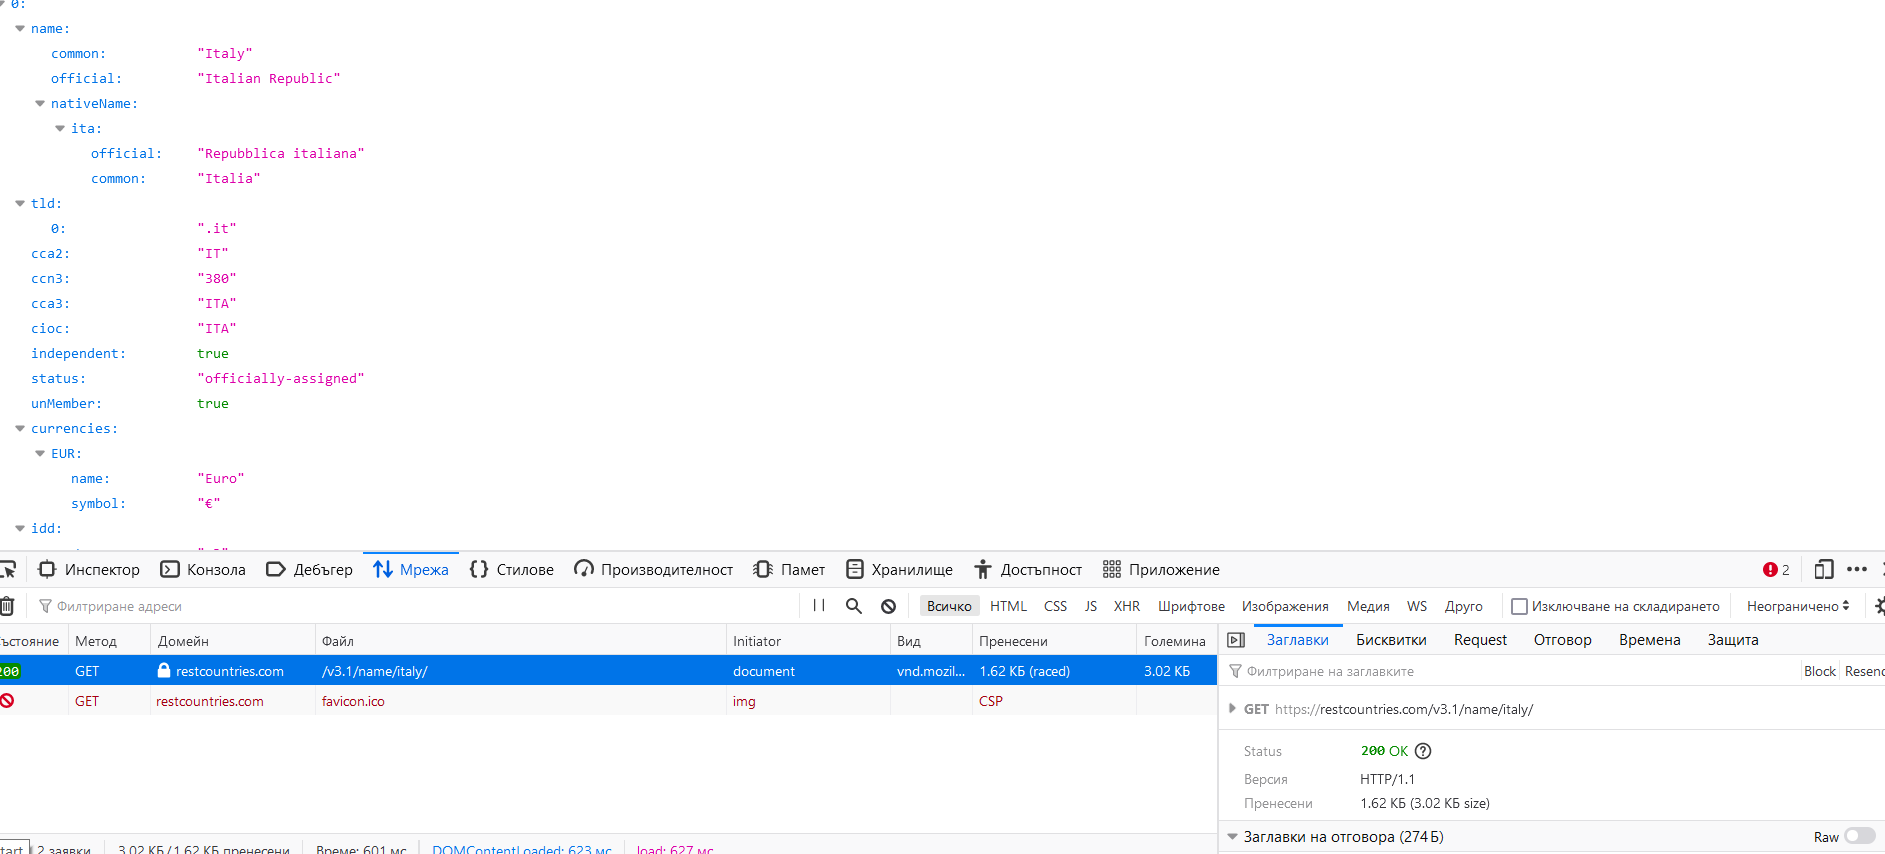 0:
name:
common: "Italy"
official: "Italian Republic"
nativeName:
ita:
official: "Repubblica italiana"
common: "Italia"
tld:
0: ".it"
cca2: "IT"
ccn3: "380"
cca3: "ITA"
cioc: "ITA"
independent: true
status: "officially-assigned"
unMember: true
currencies:
EUR:
name: "Euro"
symbol: "€"
idd:
Инспектор Конзола Дебъгер Мрежа Стилове Производителност Памет Хранилище Достъпност Приложение 2
Филтриране адреси Всичко HTML CSS JS XHR Шрифтове Изображения Медия WS Друго Изключване на складирането Неограничено
ъстояние Метод Домейн Файл Initiator Вид Пренесени Големина Заглавки Бисквитки Request Отговор Времена Защита
200 GET restcountries.com /v3.1/name/italy/ document vnd.mozil... 1.62 КБ (raced) 3.02 КБ Филтриране на заглавките Block Resend
GET restcountries.com favicon.ico img CSP
GET https://restcountries.com/v3.1/name/italy/
Status 200 OK
Версия HTTP/1.1
Пренесени 1.62 КБ (3.02 КБ size)
Заглавки на отговора (274 Б) Raw
tart 2 заявки 3.02 КБ / 1.62 КБ пренесени Време: 601 мс DOMContentLoaded: 623 мс load: 627 мс